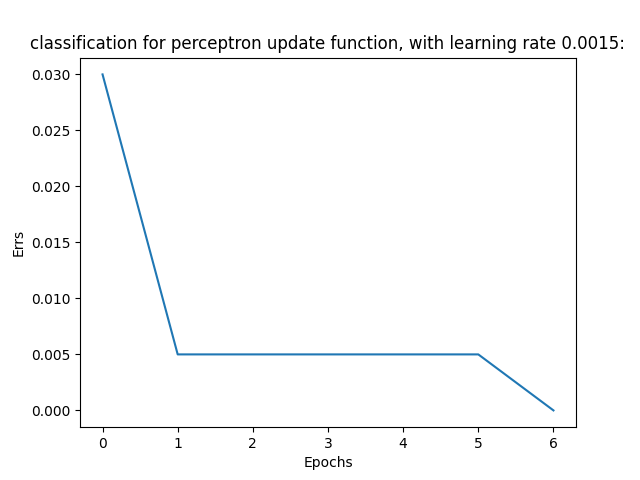 classification for perceptron update function, with learning rate 0.0015:
0.030
0.025
0.020
0.015
0.010
0.005
0.000
Errs
0 1 2 3 4 5 6
Epochs